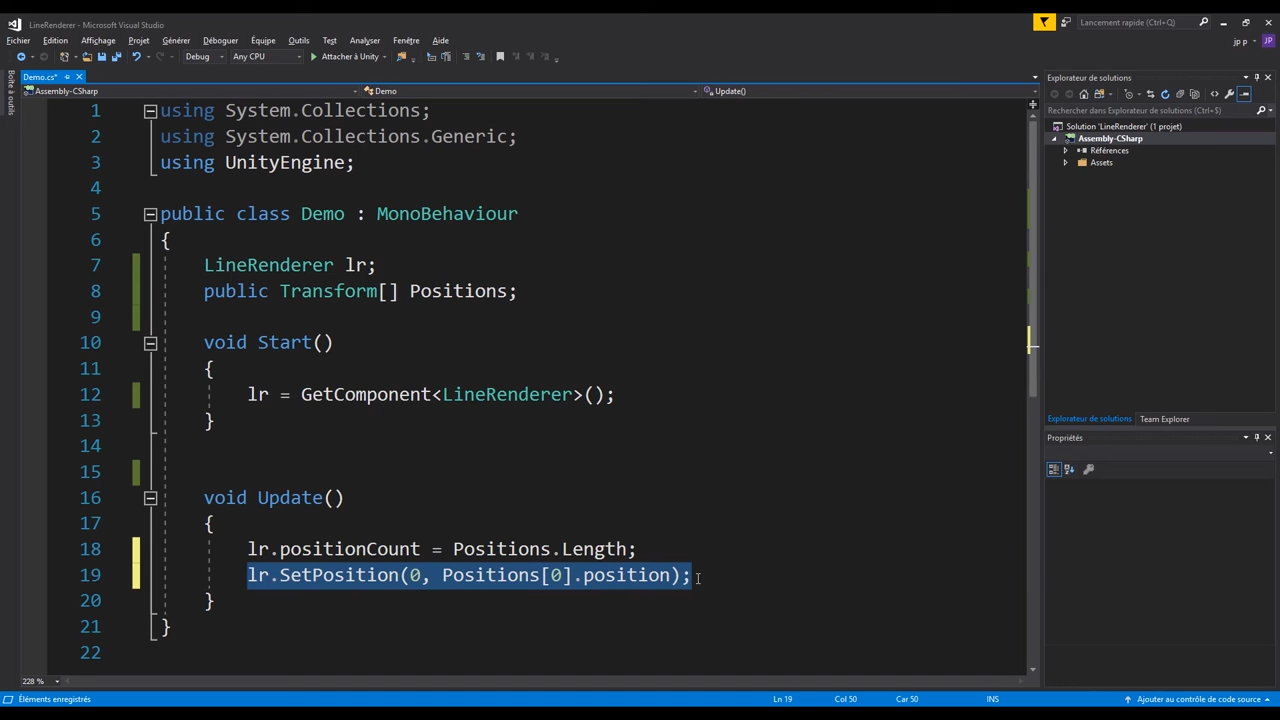 LineRenderer - Microsoft Visual Studio
Lancement rapide (Ctrl+Q)
Fichier Edition Affichage Projet Générer Déboguer Équipe Outils Test Analyser Fenêtre Aide
jp p JP
Debug Any CPU Attacher à Unity
Boîte à outils
Demo.cs*
Assembly-CSharp Demo Update()
1 using System.Collections;
2 using System.Collections.Generic;
3 using UnityEngine;
4
5 public class Demo : MonoBehaviour
6 {
7 LineRenderer lr;
8 public Transform[] Positions;
9
10 void Start()
11 {
12 lr = GetComponent<LineRenderer>();
13 }
14
15
16 void Update()
17 {
18 lr.positionCount = Positions.Length;
19 lr.SetPosition(0, Positions[0].position);
20 }
21 }
22
228 %
Explorateur de solutions
Rechercher dans Explorateur de solutions (Ctrl+$)
Solution 'LineRenderer' (1 projet)
Assembly-CSharp
Références
Assets
Explorateur de solutions Team Explorer
Propriétés
Éléments enregistrés Ln 19 Col 50 Car 50 INS Ajouter au contrôle de code source